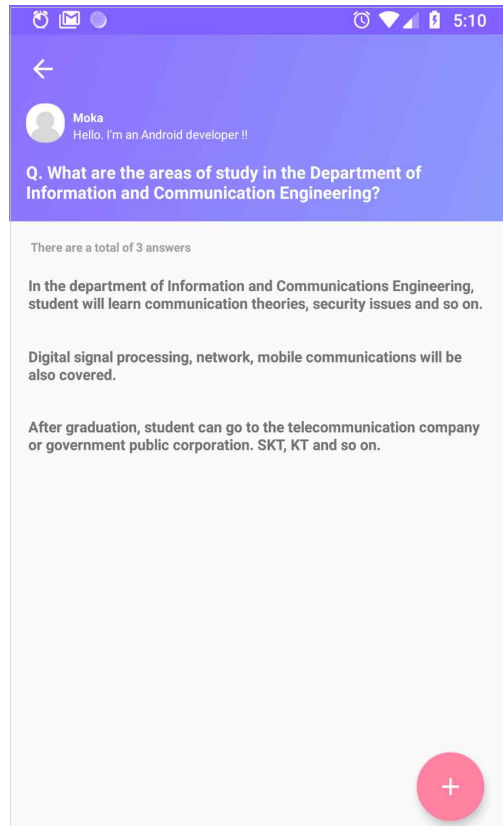 5:10
Moka
Hello. I'm an Android developer !!
Q. What are the areas of study in the Department of
Information and Communication Engineering?
There are a total of 3 answers
In the department of Information and Communications Engineering,
student will learn communication theories, security issues and so on.
Digital signal processing, network, mobile communications will be
also covered.
After graduation, student can go to the telecommunication company
or government public corporation. SKT, KT and so on.
+